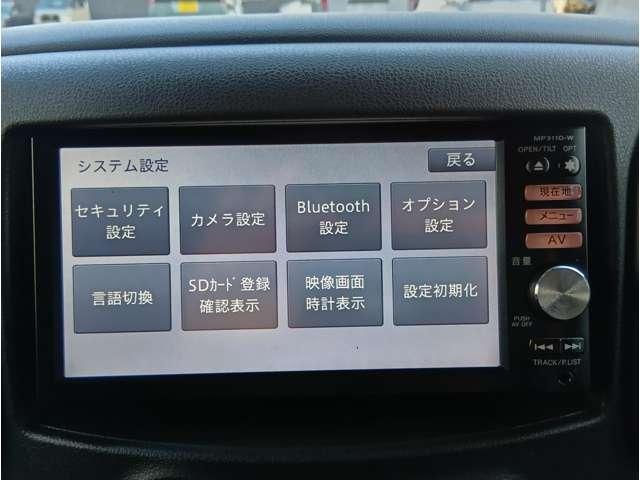 MP311D-W
OPEN/TILT OPT
システム設定
戻る
セキュリティ
設定
カメラ設定
Bluetooth
設定
オプション
設定
言語切換
SDｶｰﾄﾞ登録
確認表示
映像画面
時計表示
設定初期化
現在地
メニュー
AV
音量
PUSH
AV OFF
TRACK/P.LIST